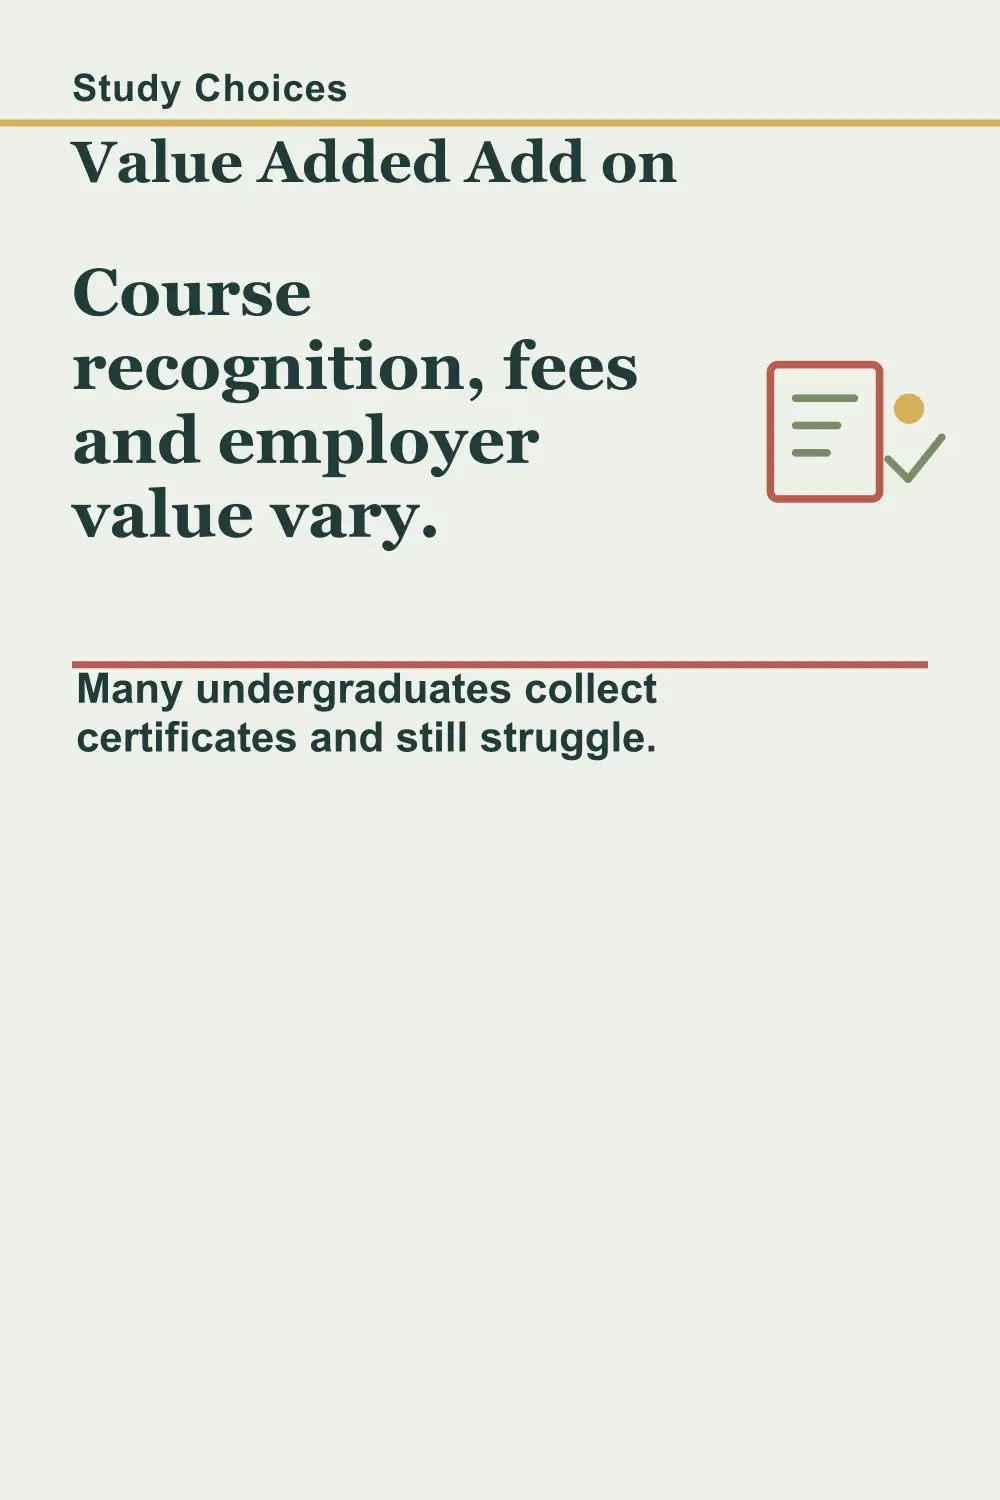 Study Choices
Value Added Add on
Course
recognition, fees
and employer
value vary.
Many undergraduates collect
certificates and still struggle.